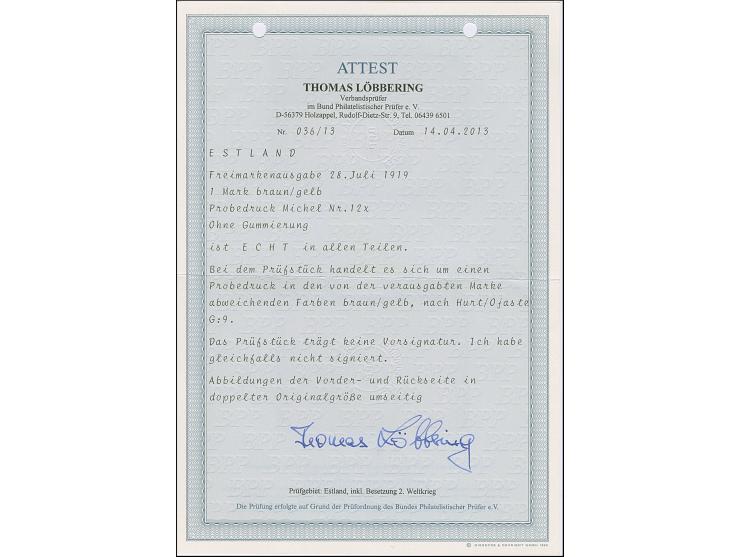 ATTEST
THOMAS LÖBBERING
Verbandsprüfer
im Bund Philatelistischer Prüfer e. V.
D-56379 Holzappel, Rudolf-Dietz-Str. 9, Tel. 06439 6501
Nr. 036/13 Datum 14.04.2013
E S T L A N D
Freimarkenausgabe 28.Juli 1919
1 Mark braun/gelb
Probedruck Michel Nr.12x
Ohne Gummierung
ist E C H T in allen Teilen.
Bei dem Prüfstück handelt es sich um einen
Probedruck in den von der verausgabten Marke
abweichenden Farben braun/gelb, nach Hurt/Ojaste
G:9.
Das Prüfstück trägt keine Vorsignatur. Ich habe
gleichfalls nicht signiert.
Abbildungen der Vorder- und Rückseite in
doppelter Originalgröße umseitig
Thomas Löbbering
Prüfgebiet: Estland, inkl. Besetzung 2. Weltkrieg
Die Prüfung erfolgte auf Grund der Prüfordnung des Bundes Philatelistischer Prüfer e.V.